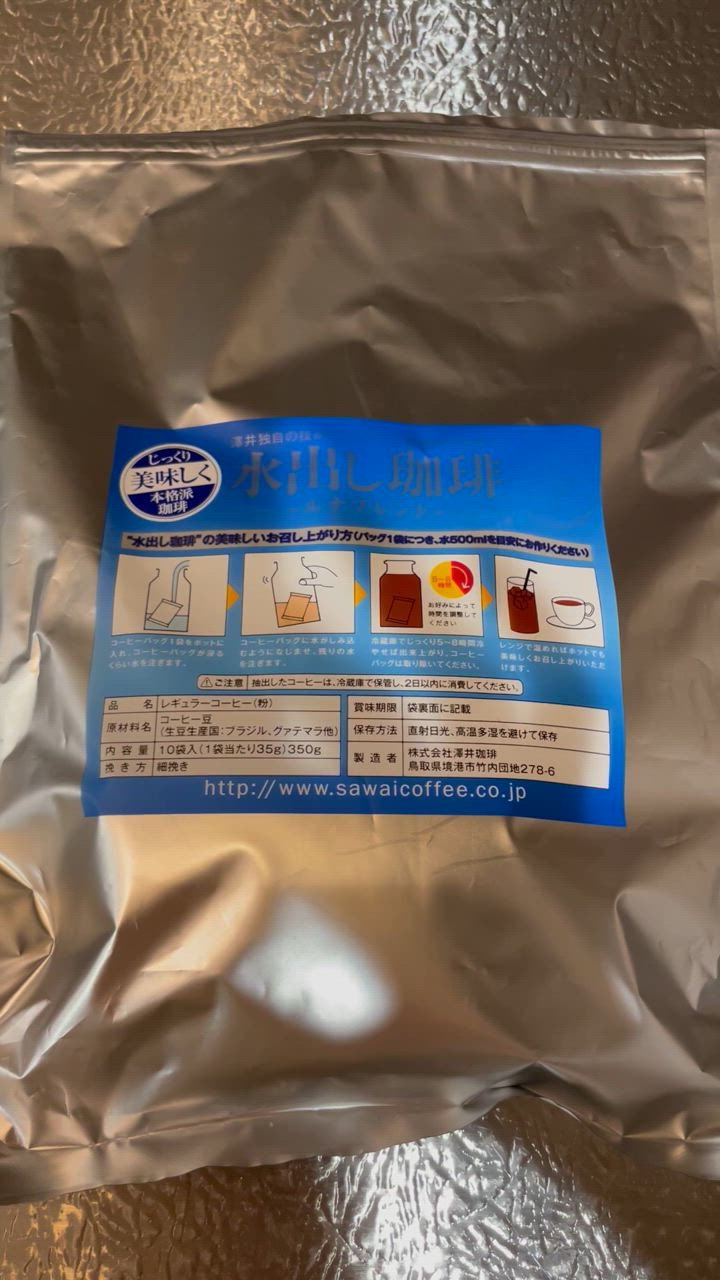 じっくり
美味しく
本格派
珈琲
澤井独自の技
水出し珈琲
"水出し珈琲"の美味しいお召し上がり方(バッグ1袋につき、水500mlを目安にお作りください)
コーヒーバッグ1袋をポットに
入れ、コーヒーバッグが浸る
くらい水を注ぎます。
コーヒーバッグに水がしみ込
むようになじませ、残りの水
を注ぎます。
5〜8
時間
お好みによって
時間を調整して
ください
冷蔵庫でじっくり5〜8時間冷
やせば出来上がり。コーヒー
バッグは取り除いてください。
レンジで温めればホットでも
美味しくお召し上がりいただ
けます。
ご注意 抽出したコーヒーは、冷蔵庫で保管し、2日以内に消費してください。
品名 レギュラーコーヒー(粉)
原材料名 コーヒー豆
(生豆生産国:ブラジル、グァテマラ他)
内容量 10袋入(1袋当たり35g)350g
挽き方 細挽き
賞味期限 袋裏面に記載
保存方法 直射日光、高温多湿を避けて保存
製造者 株式会社澤井珈琲
鳥取県境港市竹内団地278-6
http://www.sawaicoffee.co.jp